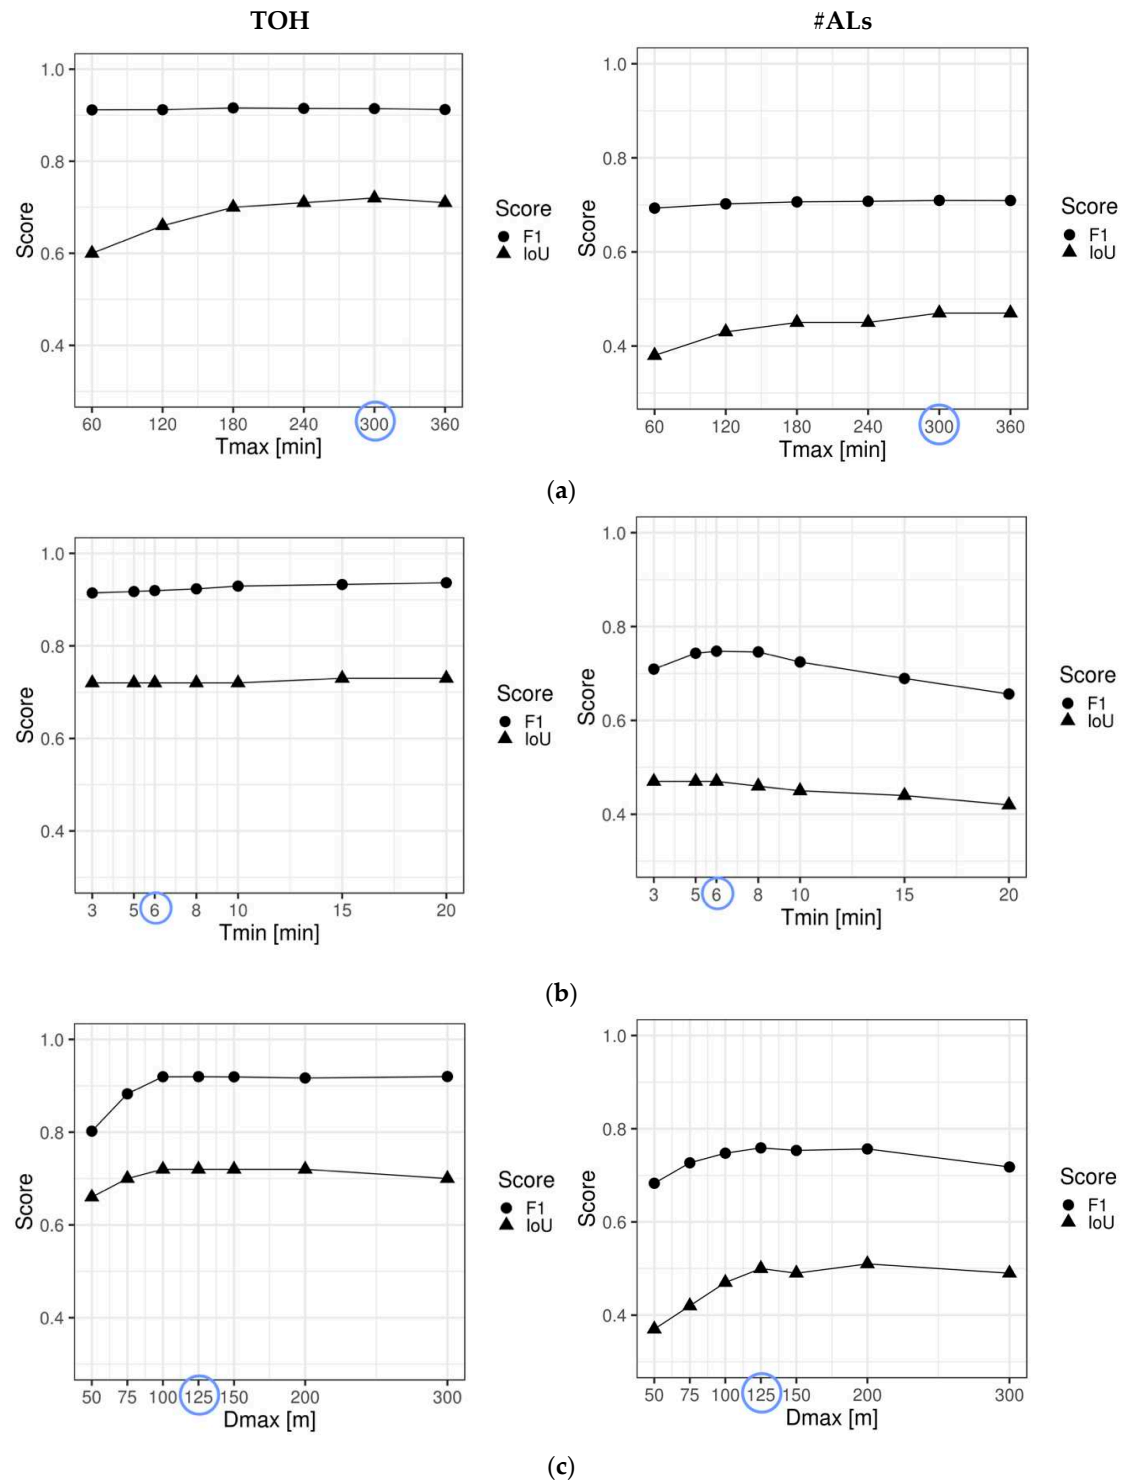 TOH
#ALs
1.0
0.8
0.6
0.4
Score
60 120 180 240 300 360
Tmax [min]
Score
F1
IoU
1.0
0.8
0.6
0.4
Score
60 120 180 240 300 360
Tmax [min]
Score
F1
IoU
(a)
1.0
0.8
0.6
0.4
Score
3 5 6 8 10 15 20
Tmin [min]
Score
F1
IoU
1.0
0.8
0.6
0.4
Score
3 5 6 8 10 15 20
Tmin [min]
Score
F1
IoU
(b)
1.0
0.8
0.6
0.4
Score
50 75 100 125 150 200 300
Dmax [m]
Score
F1
IoU
1.0
0.8
0.6
0.4
Score
50 75 100 125 150 200 300
Dmax [m]
Score
F1
IoU
(c)